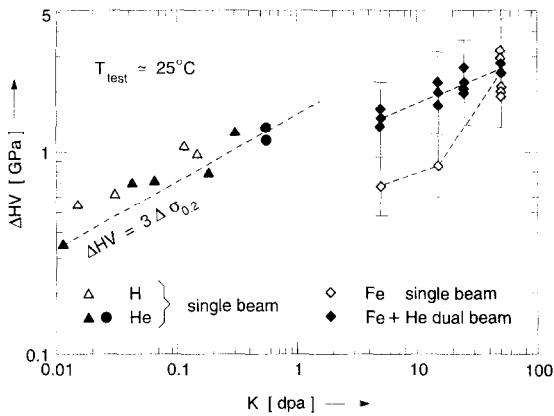 5
T_test ≃ 25°C
1
ΔHV [ GPa ]
ΔHV = 3 Δ σ_0.2
△ H
▲ ● He
} single beam
◇ Fe single beam
◆ Fe + He dual beam
0.1
0.01 0.1 1 10 100
K [ dpa ]